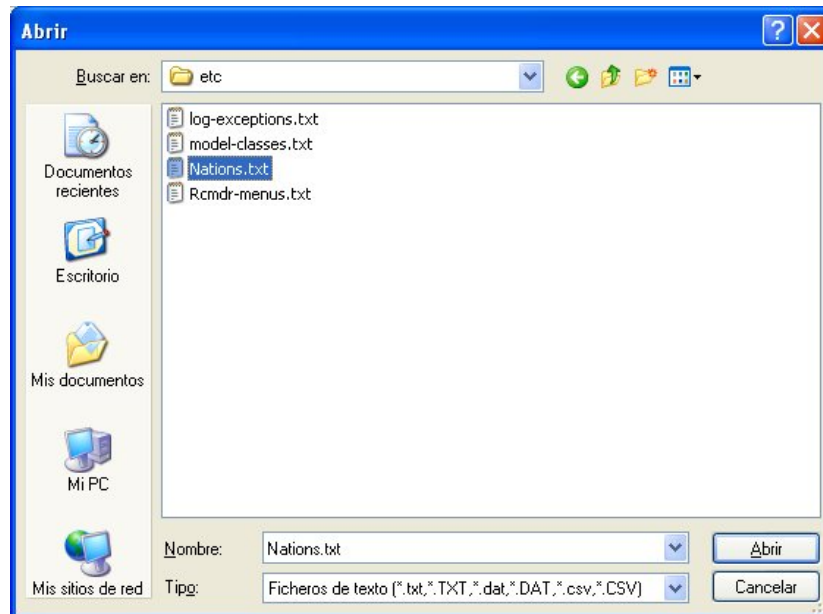 Abrir
Buscar en: etc
log-exceptions.txt
model-classes.txt
Nations.txt
Rcmdr-menus.txt
Documentos
recientes
Escritorio
Mis documentos
Mi PC
Mis sitios de red
Nombre: Nations.txt Abrir
Tipo: Ficheros de texto (*.txt,*.TXT,*.dat,*.DAT,*.csv,*.CSV) Cancelar